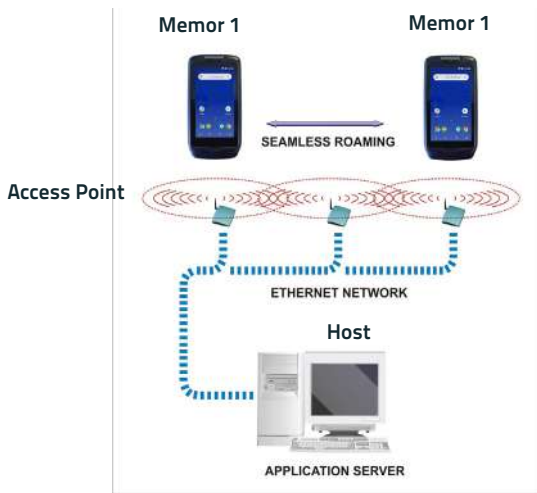 Memor 1
Memor 1
SEAMLESS ROAMING
Access Point
ETHERNET NETWORK
Host
APPLICATION SERVER